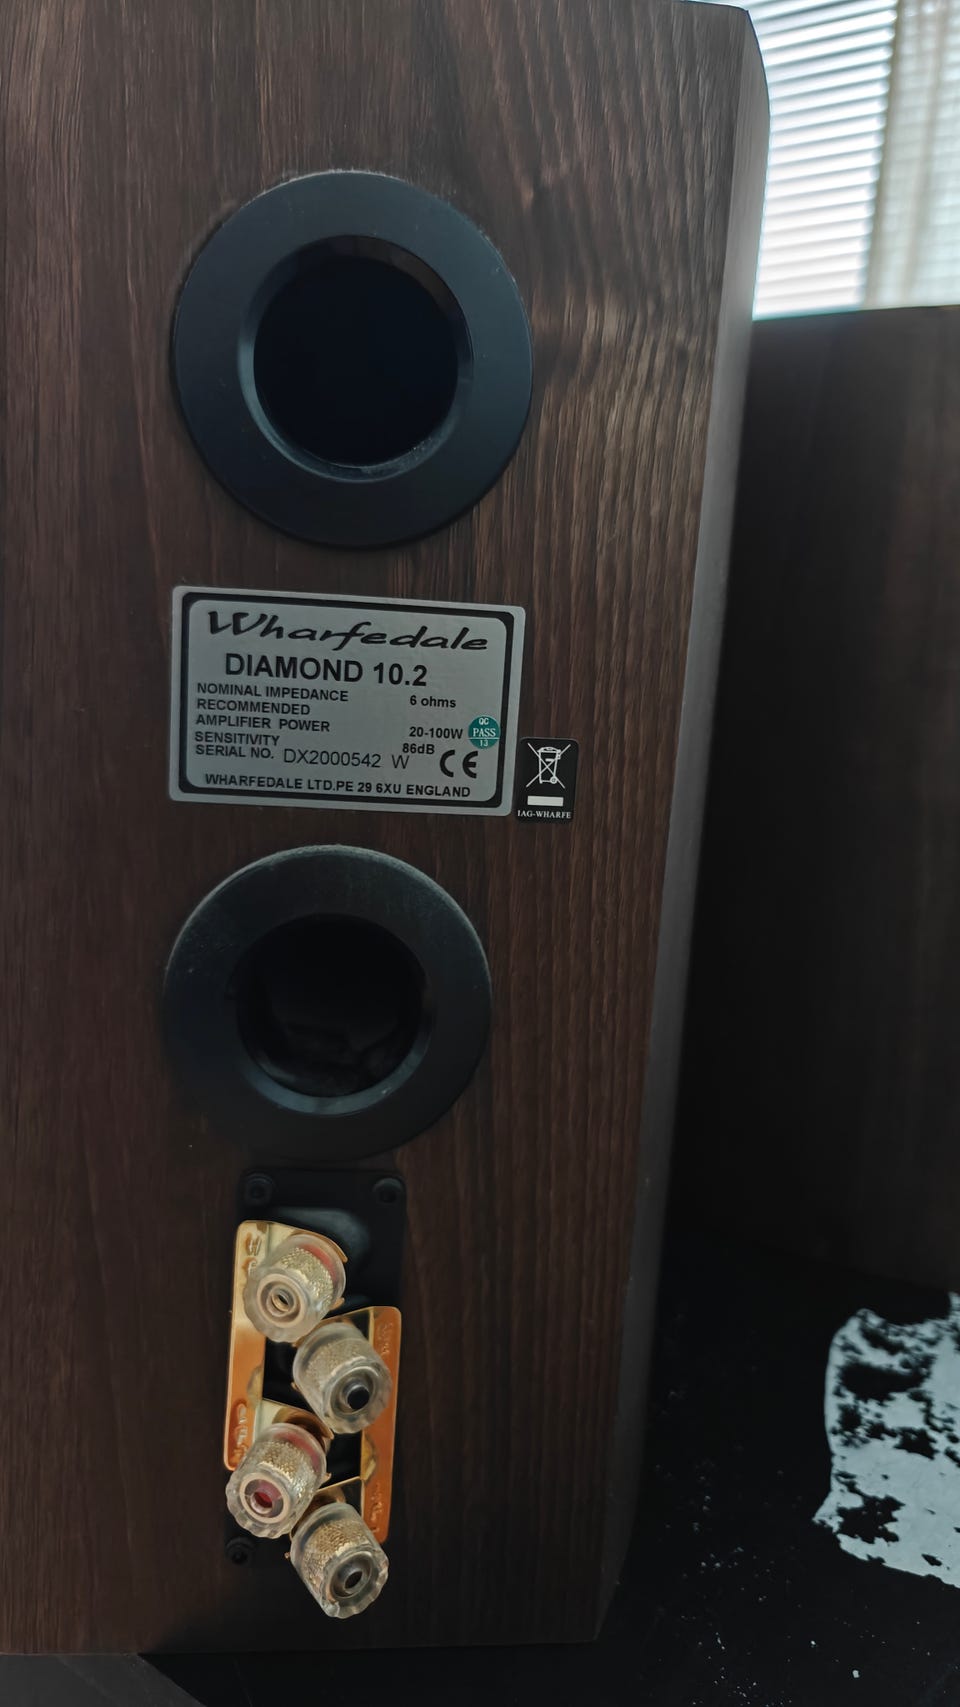 Wharfedale
DIAMOND 10.2
NOMINAL IMPEDANCE 6 ohms
RECOMMENDED
AMPLIFIER POWER 20-100W
SENSITIVITY 86dB
SERIAL NO. DX2000542 W CE
WHARFEDALE LTD.PE 29 6XU ENGLAND
QC
PASS
13
IAG-WHARFE